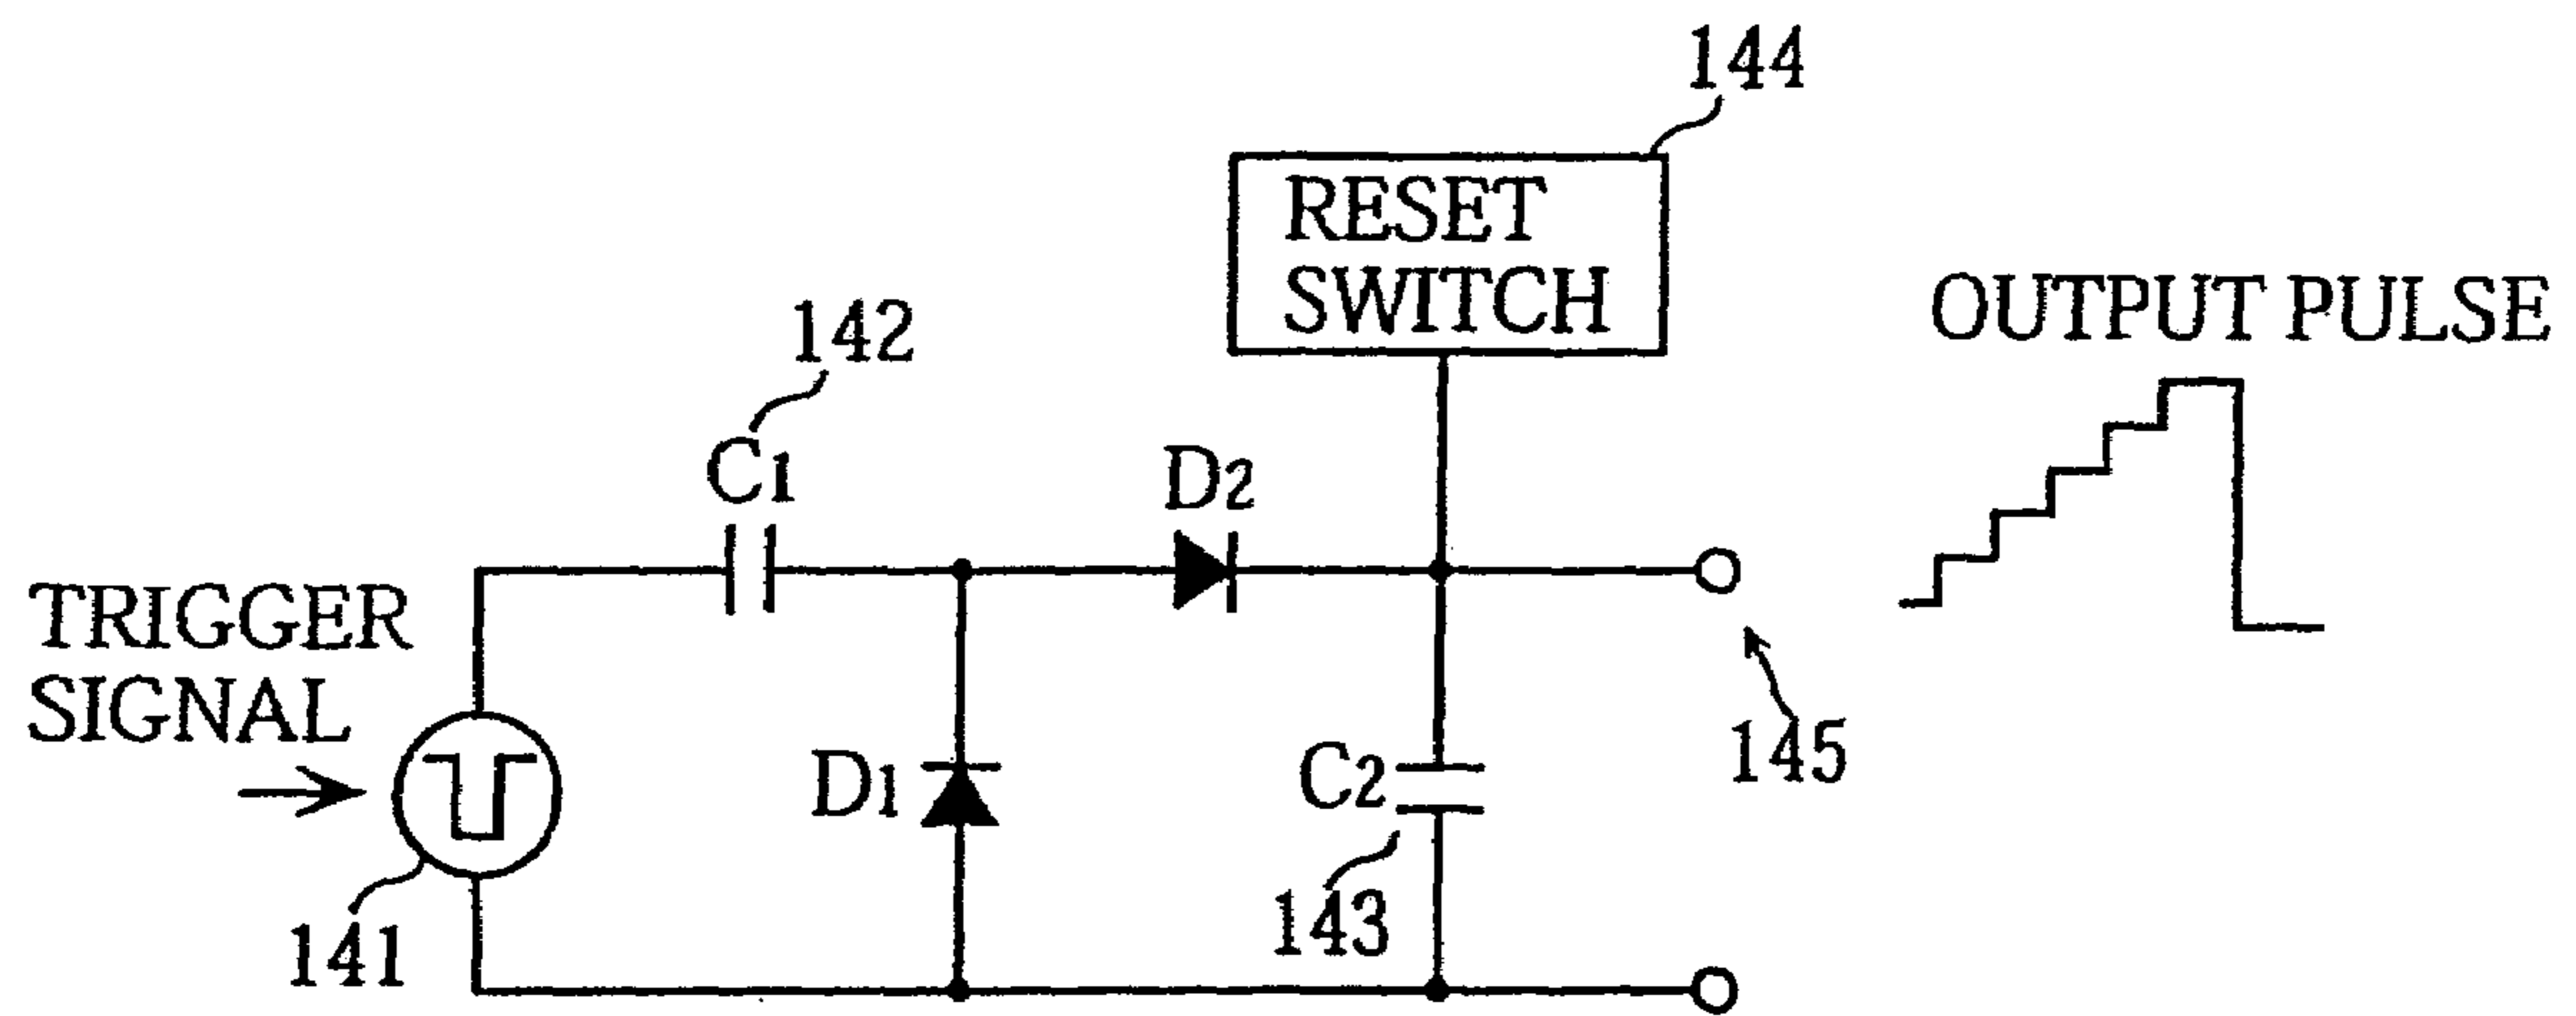 144
RESET
SWITCH
OUTPUT PULSE
142
C1
D2
TRIGGER
SIGNAL
D1
C2
145
143
141